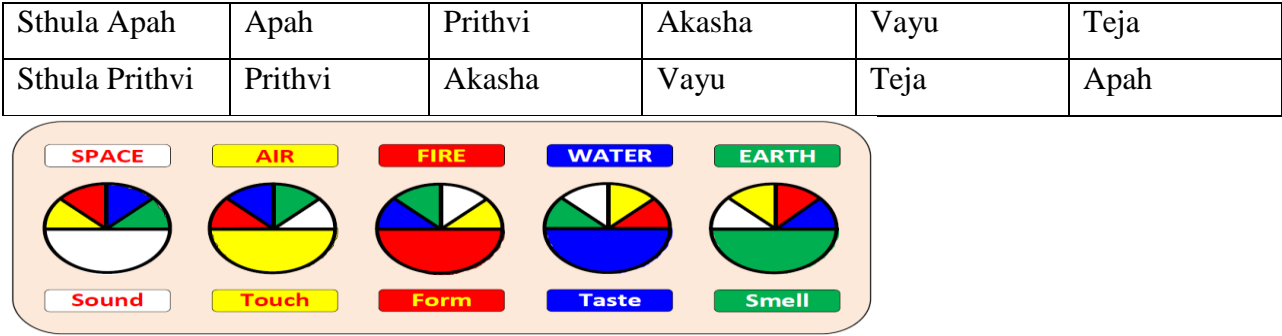 Sthula Apah Apah Prithvi Akasha Vayu Teja
Sthula Prithvi Prithvi Akasha Vayu Teja Apah
SPACE AIR FIRE WATER EARTH
Sound Touch Form Taste Smell